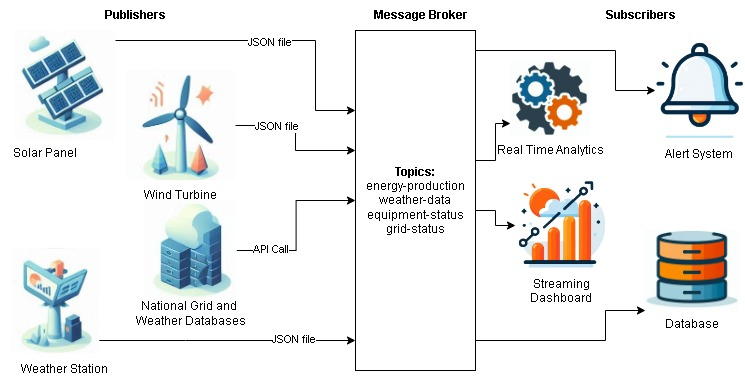 Publishers
Message Broker
Subscribers
JSON file
Solar Panel
JSON file
Wind Turbine
API Call
National Grid and
Weather Databases
JSON file
Weather Station
Topics:
energy-production
weather-data
equipment-status
grid-status
Real Time Analytics
Alert System
Streaming
Dashboard
Database